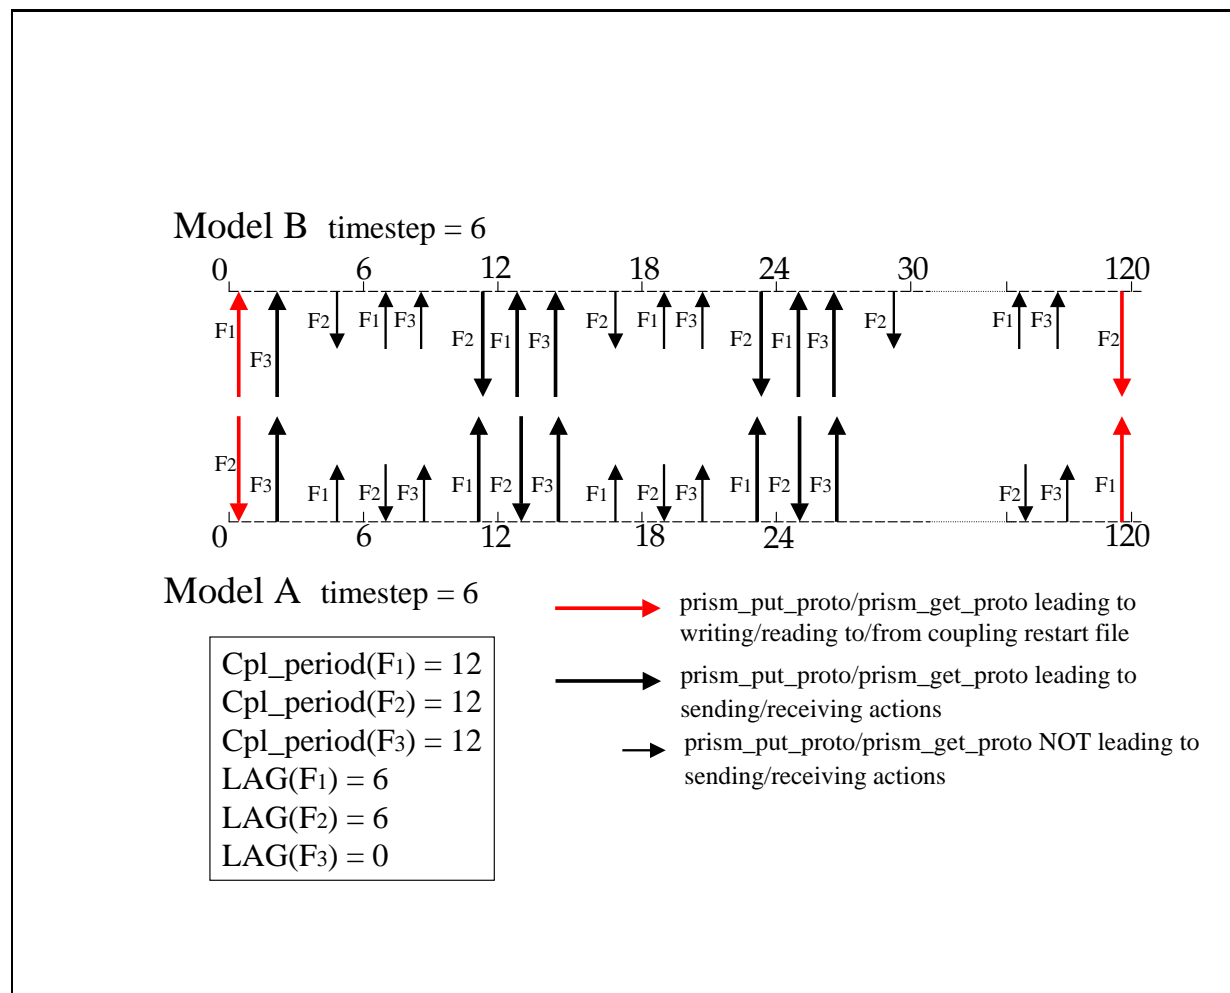 Model B timestep = 6
0 6 12 18 24 30 120
F1 F3 F2 F1 F3 F2 F1 F3 F2 F1 F3 F2 F1 F3 F2 F1 F3 F2
F2 F3 F1 F2 F3 F1 F2 F3 F1 F2 F3 F1 F2 F3 F2 F3 F1
0 6 12 18 24 120
Model A timestep = 6
prism_put_proto/prism_get_proto leading to
writing/reading to/from coupling restart file
prism_put_proto/prism_get_proto leading to
sending/receiving actions
prism_put_proto/prism_get_proto NOT leading to
sending/receiving actions
Cpl_period(F1) = 12
Cpl_period(F2) = 12
Cpl_period(F3) = 12
LAG(F1) = 6
LAG(F2) = 6
LAG(F3) = 0